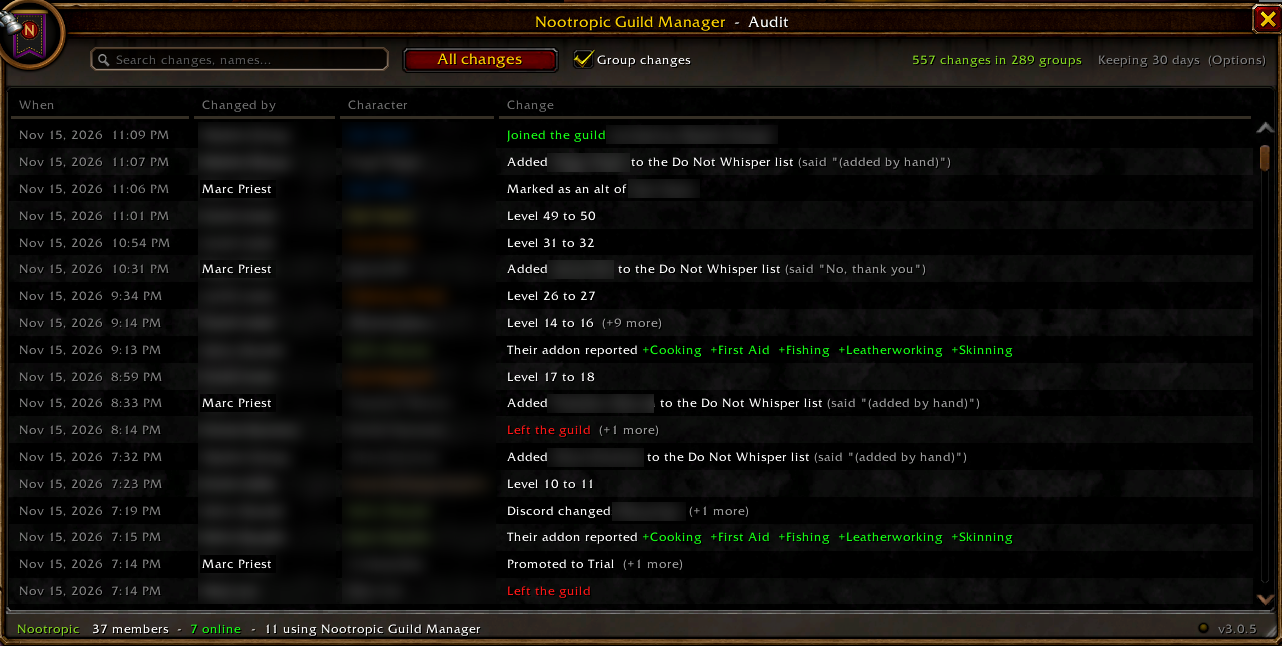 N
Nootropic Guild Manager - Audit
Search changes, names...
All changes
Group changes
557 changes in 289 groups
Keeping 30 days (Options)
When Changed by Character Change
Nov 15, 2026 11:09 PM Joined the guild
Nov 15, 2026 11:07 PM Added to the Do Not Whisper list (said "(added by hand)")
Nov 15, 2026 11:06 PM Marc Priest Marked as an alt of
Nov 15, 2026 11:01 PM Level 49 to 50
Nov 15, 2026 10:54 PM Level 31 to 32
Nov 15, 2026 10:31 PM Marc Priest Added to the Do Not Whisper list (said "No, thank you")
Nov 15, 2026 9:34 PM Level 26 to 27
Nov 15, 2026 9:14 PM Level 14 to 16 (+9 more)
Nov 15, 2026 9:13 PM Their addon reported +Cooking +First Aid +Fishing +Leatherworking +Skinning
Nov 15, 2026 8:59 PM Level 17 to 18
Nov 15, 2026 8:33 PM Marc Priest Added to the Do Not Whisper list (said "(added by hand)")
Nov 15, 2026 8:14 PM Left the guild (+1 more)
Nov 15, 2026 7:32 PM Added to the Do Not Whisper list (said "(added by hand)")
Nov 15, 2026 7:23 PM Level 10 to 11
Nov 15, 2026 7:19 PM Discord changed (+1 more)
Nov 15, 2026 7:15 PM Their addon reported +Cooking +First Aid +Fishing +Leatherworking +Skinning
Nov 15, 2026 7:14 PM Marc Priest Promoted to Trial (+1 more)
Nov 15, 2026 7:14 PM Left the guild
Nootropic 37 members - 7 online - 11 using Nootropic Guild Manager
v3.0.5